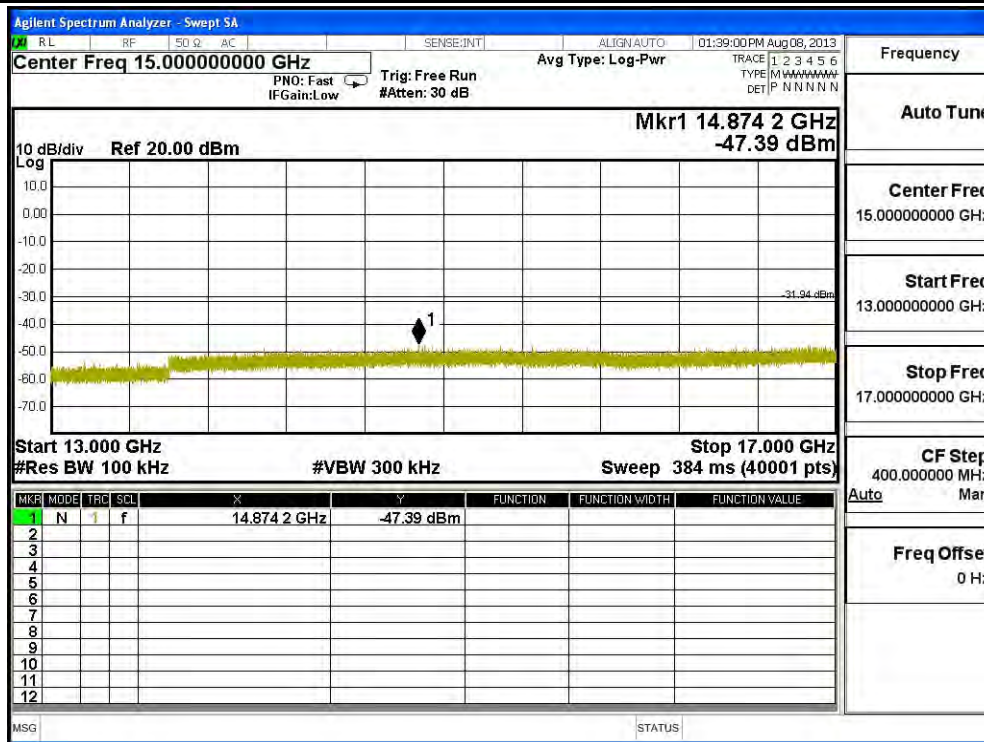 Agilent Spectrum Analyzer - Swept SA
RL RF 50 Ω AC SENSE:INT ALIGN AUTO 01:39:00 PM Aug 08, 2013
Center Freq 15.000000000 GHz
PNO: Fast
IFGain:Low
Trig: Free Run
#Atten: 30 dB
Avg Type: Log-Pwr
TRACE 1 2 3 4 5 6
TYPE M
DET P N N N N N
Mkr1 14.874 2 GHz
-47.39 dBm
10 dB/div Ref 20.00 dBm
Log
10.0
0.00
-10.0
-20.0
-30.0
-31.94 dBm
-40.0
1
-50.0
-60.0
-70.0
Start 13.000 GHz Stop 17.000 GHz
#Res BW 100 kHz #VBW 300 kHz Sweep 384 ms (40001 pts)
MKR MODE TRC SCL X Y FUNCTION FUNCTION WIDTH FUNCTION VALUE
1 N 1 f 14.874 2 GHz -47.39 dBm
2
3
4
5
6
7
8
9
10
11
12
MSG STATUS
Frequency
Auto Tune
Center Freq
15.000000000 GHz
Start Freq
13.000000000 GHz
Stop Freq
17.000000000 GHz
CF Step
400.000000 MHz
Auto Man
Freq Offset
0 Hz